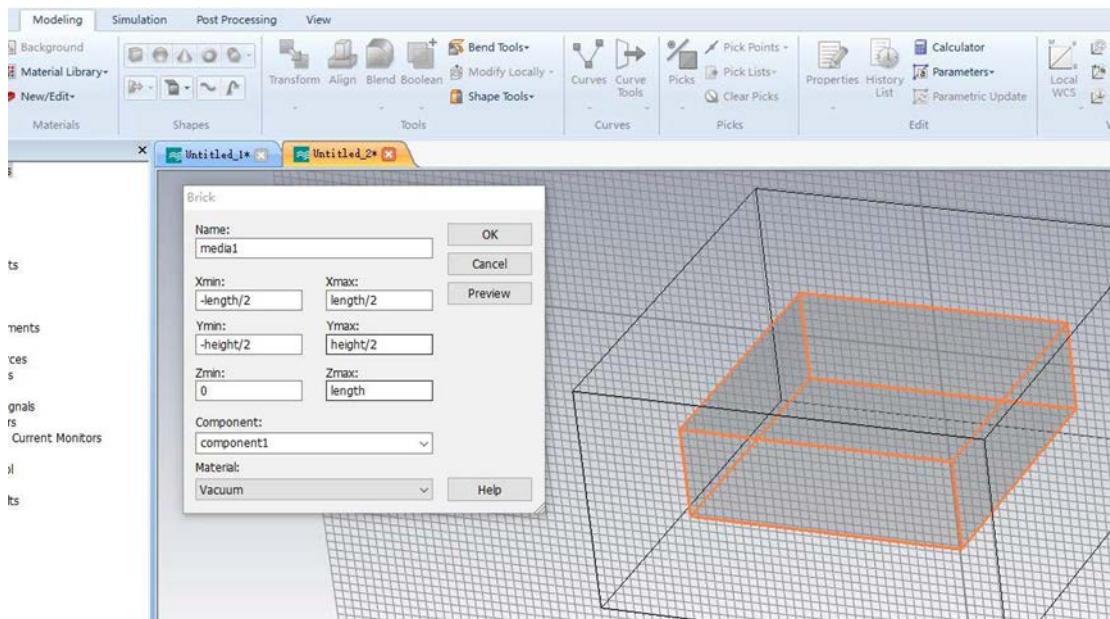 Modeling Simulation Post Processing View
Background
Material Library
New/Edit
Materials
Shapes
Transform Align Blend Boolean
Bend Tools
Modify Locally
Shape Tools
Tools
Curves Curve Tools
Curves
Picks
Pick Points
Pick Lists
Clear Picks
Picks
Properties History List
Calculator
Parameters
Parametric Update
Edit
Local WCS
Untitled_1* Untitled_2*
ts
ments
rces
s
gnals
rs
Current Monitors
ol
lts
Brick
Name:
media1
OK
Cancel
Preview
Xmin: Xmax:
-length/2 length/2
Ymin: Ymax:
-height/2 height/2
Zmin: Zmax:
0 length
Component:
component1
Material:
Vacuum
Help